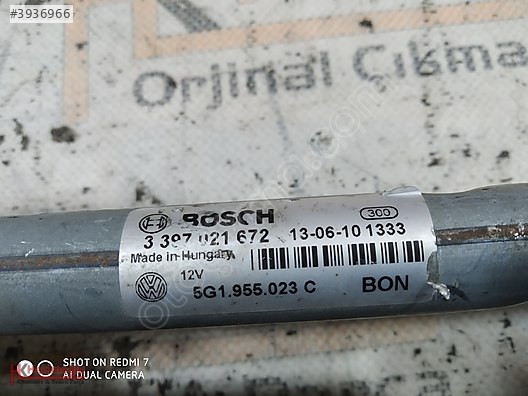 #3936966
Orjinal Çıkma
BOSCH
300
3 397 021 672 13-06-10 1333
Made in Hungary
12V
5G1.955.023 C BON
SHOT ON REDMI 7
AI DUAL CAMERA